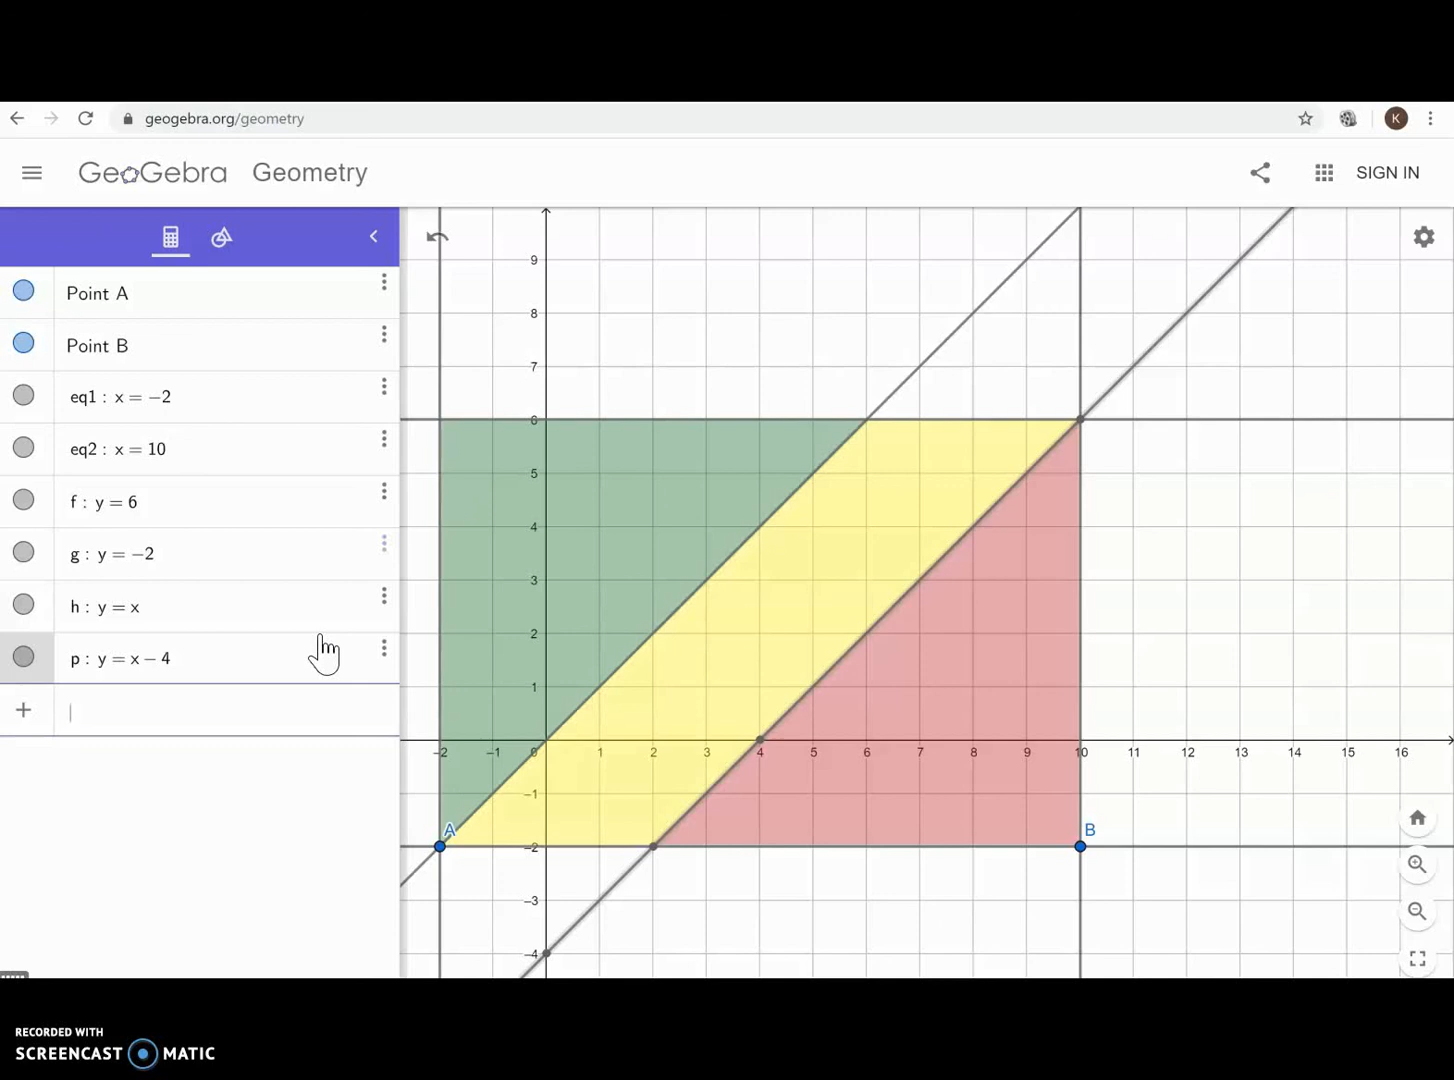 geogebra.org/geometry
K
GeoGebra Geometry
SIGN IN
Point A
Point B
eq1 : x = −2
eq2 : x = 10
f : y = 6
g : y = −2
h : y = x
p : y = x − 4
9
8
7
6
5
4
3
2
1
−2 −1 0 1 2 3 4 5 6 7 8 9 10 11 12 13 14 15 16
−1
A B
−2
−3
−4
RECORDED WITH
SCREENCAST MATIC